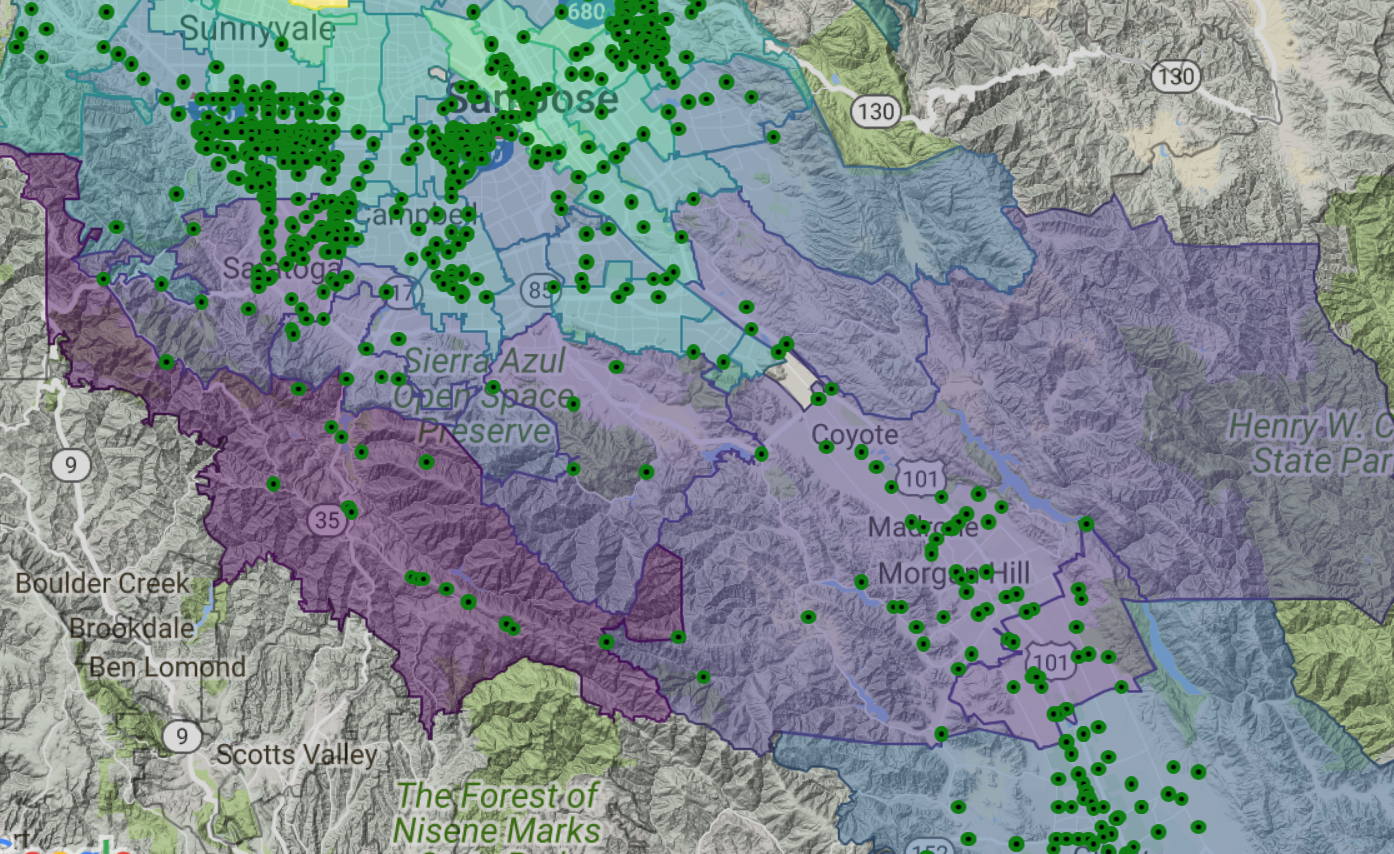 680
Sunnyvale
130
San Jose
130
Campbell
Saratoga
17
85
Sierra Azul
Open Space
Preserve
Henry W. C
State Par
Coyote
9
101
35
Madrone
Morgan Hill
Boulder Creek
Brookdale
Ben Lomond
101
9
Scotts Valley
The Forest of
Nisene Marks
152